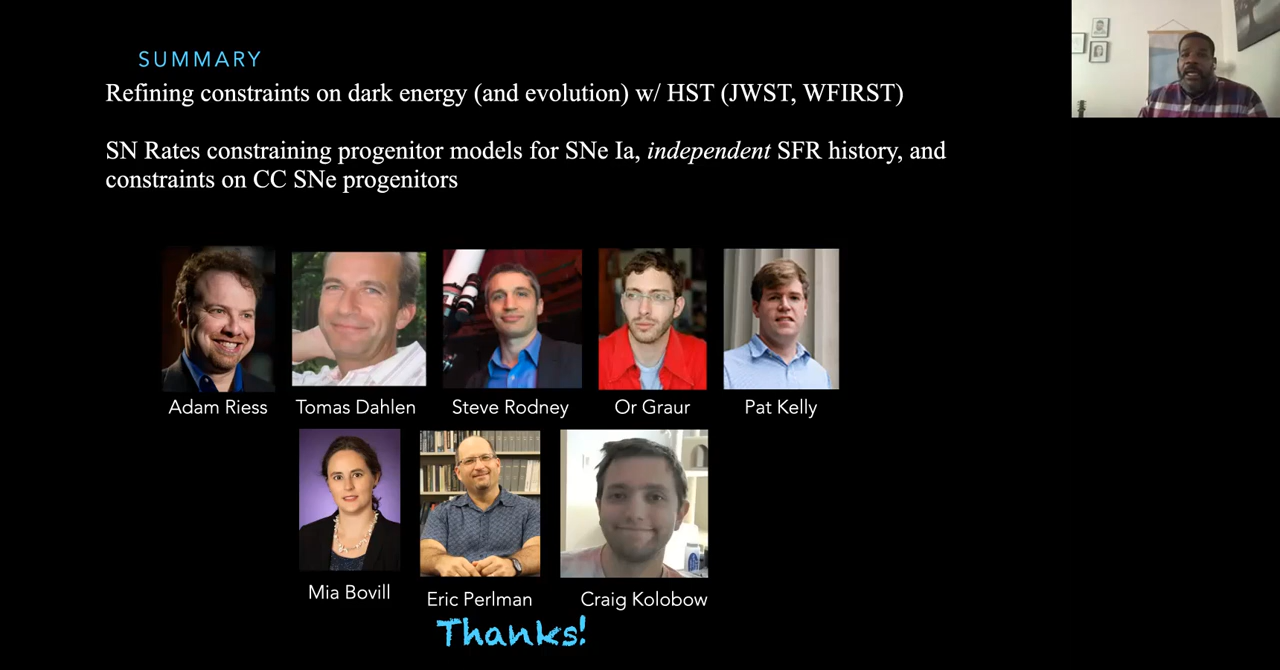 SUMMARY
Refining constraints on dark energy (and evolution) w/ HST (JWST, WFIRST)
SN Rates constraining progenitor models for SNe Ia, independent SFR history, and
constraints on CC SNe progenitors
Adam Riess
Tomas Dahlen
Steve Rodney
Or Graur
Pat Kelly
Mia Bovill
Eric Perlman
Craig Kolobow
Thanks!